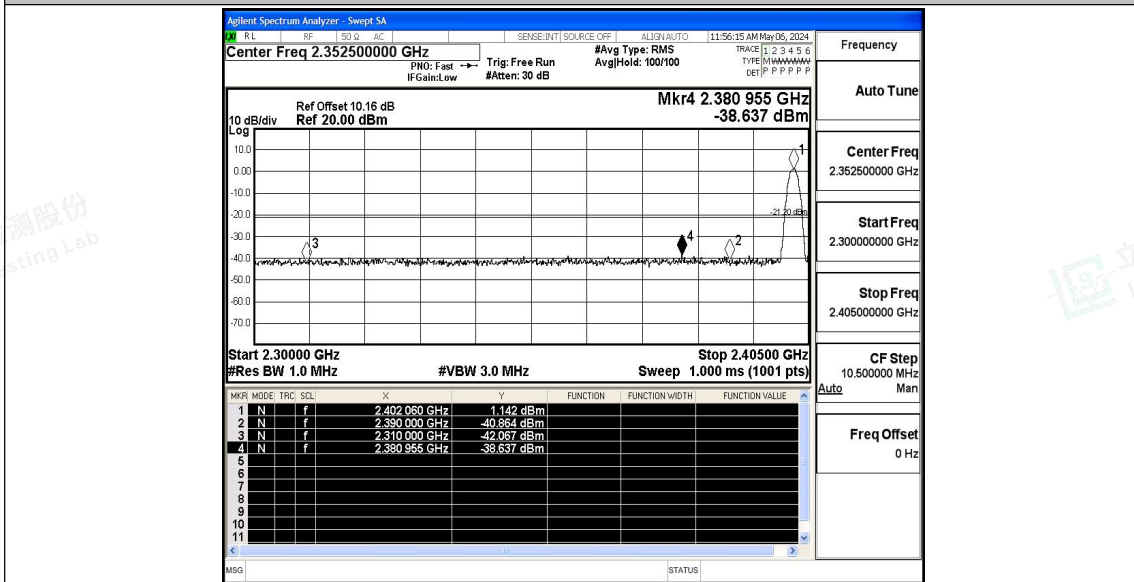 Agilent Spectrum Analyzer - Swept SA
LXI RL RF 50 Ω AC SENSE:INT SOURCE OFF ALIGN AUTO 11:56:15 AM May 06, 2024
Center Freq 2.352500000 GHz
PNO: Fast
IFGain:Low
Trig: Free Run
#Atten: 30 dB
#Avg Type: RMS
Avg|Hold: 100/100
TRACE 1 2 3 4 5 6
TYPE M WWWWW
DET P P P P P P
Mkr4 2.380 955 GHz
-38.637 dBm
Ref Offset 10.16 dB
10 dB/div Ref 20.00 dBm
Log
10.0
0.00
-10.0
-20.0
-30.0
-40.0
-50.0
-60.0
-70.0
1
-21.20 dBm
3
4
2
Start 2.30000 GHz Stop 2.40500 GHz
#Res BW 1.0 MHz #VBW 3.0 MHz Sweep 1.000 ms (1001 pts)
MKR MODE TRC SCL X Y FUNCTION FUNCTION WIDTH FUNCTION VALUE
1 N f 2.402 060 GHz 1.142 dBm
2 N f 2.390 000 GHz -40.864 dBm
3 N f 2.310 000 GHz -42.067 dBm
4 N f 2.380 955 GHz -38.637 dBm
5
6
7
8
9
10
11
MSG STATUS
Frequency
Auto Tune
Center Freq
2.352500000 GHz
Start Freq
2.300000000 GHz
Stop Freq
2.405000000 GHz
CF Step
10.500000 MHz
Auto Man
Freq Offset
0 Hz
测股份
sting Lab
立